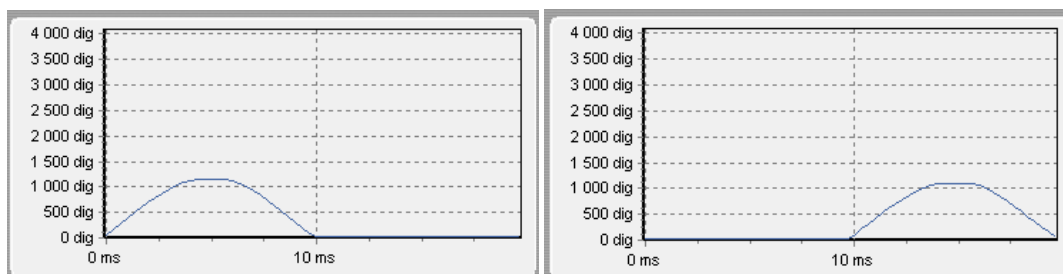 4 000 dig
3 500 dig
3 000 dig
2 500 dig
2 000 dig
1 500 dig
1 000 dig
500 dig
0 dig
0 ms 10 ms
4 000 dig
3 500 dig
3 000 dig
2 500 dig
2 000 dig
1 500 dig
1 000 dig
500 dig
0 dig
0 ms 10 ms